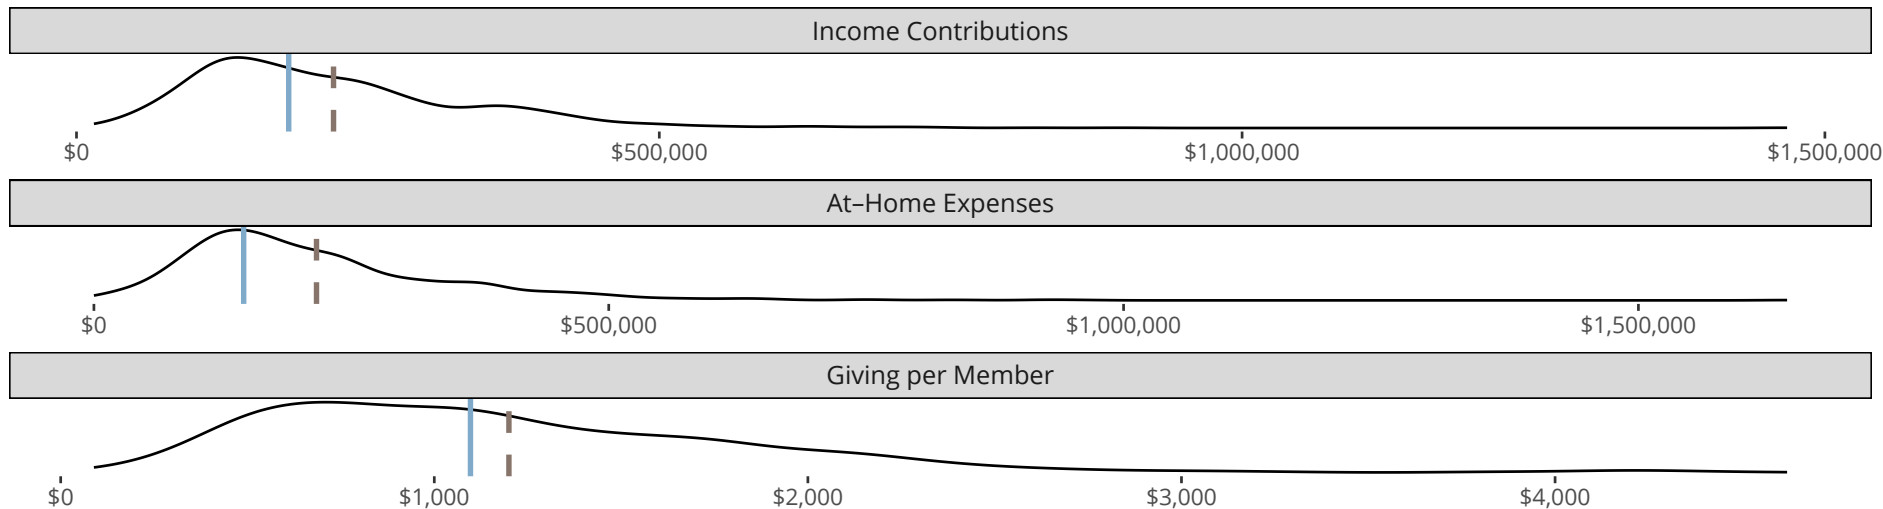 Income Contributions
$0 $500,000 $1,000,000 $1,500,000
At–Home Expenses
$0 $500,000 $1,000,000 $1,500,000
Giving per Member
$0 $1,000 $2,000 $3,000 $4,000